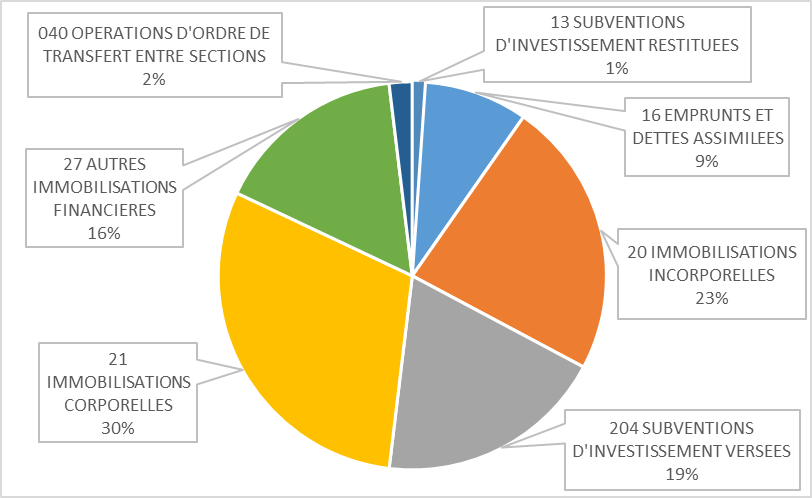 040 OPERATIONS D'ORDRE DE
TRANSFERT ENTRE SECTIONS
2%
13 SUBVENTIONS
D'INVESTISSEMENT RESTITUEES
1%
16 EMPRUNTS ET
DETTES ASSIMILEES
9%
27 AUTRES
IMMOBILISATIONS
FINANCIERES
16%
20 IMMOBILISATIONS
INCORPORELLES
23%
21
IMMOBILISATIONS
CORPORELLES
30%
204 SUBVENTIONS
D'INVESTISSEMENT VERSEES
19%